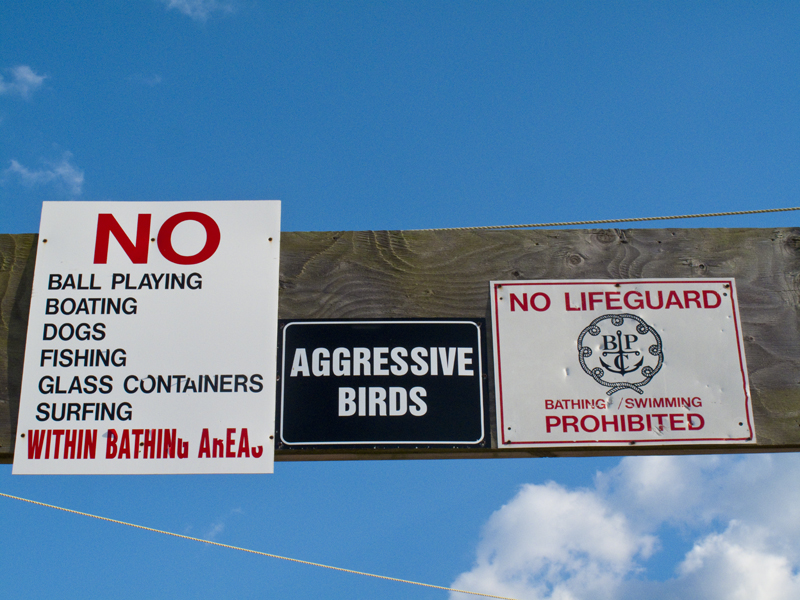 NO
BALL PLAYING
BOATING
DOGS
FISHING
GLASS CONTAINERS
SURFING
WITHIN BATHING AREAS
AGGRESSIVE
BIRDS
NO LIFEGUARD
B P
C
BATHING/SWIMMING
PROHIBITED